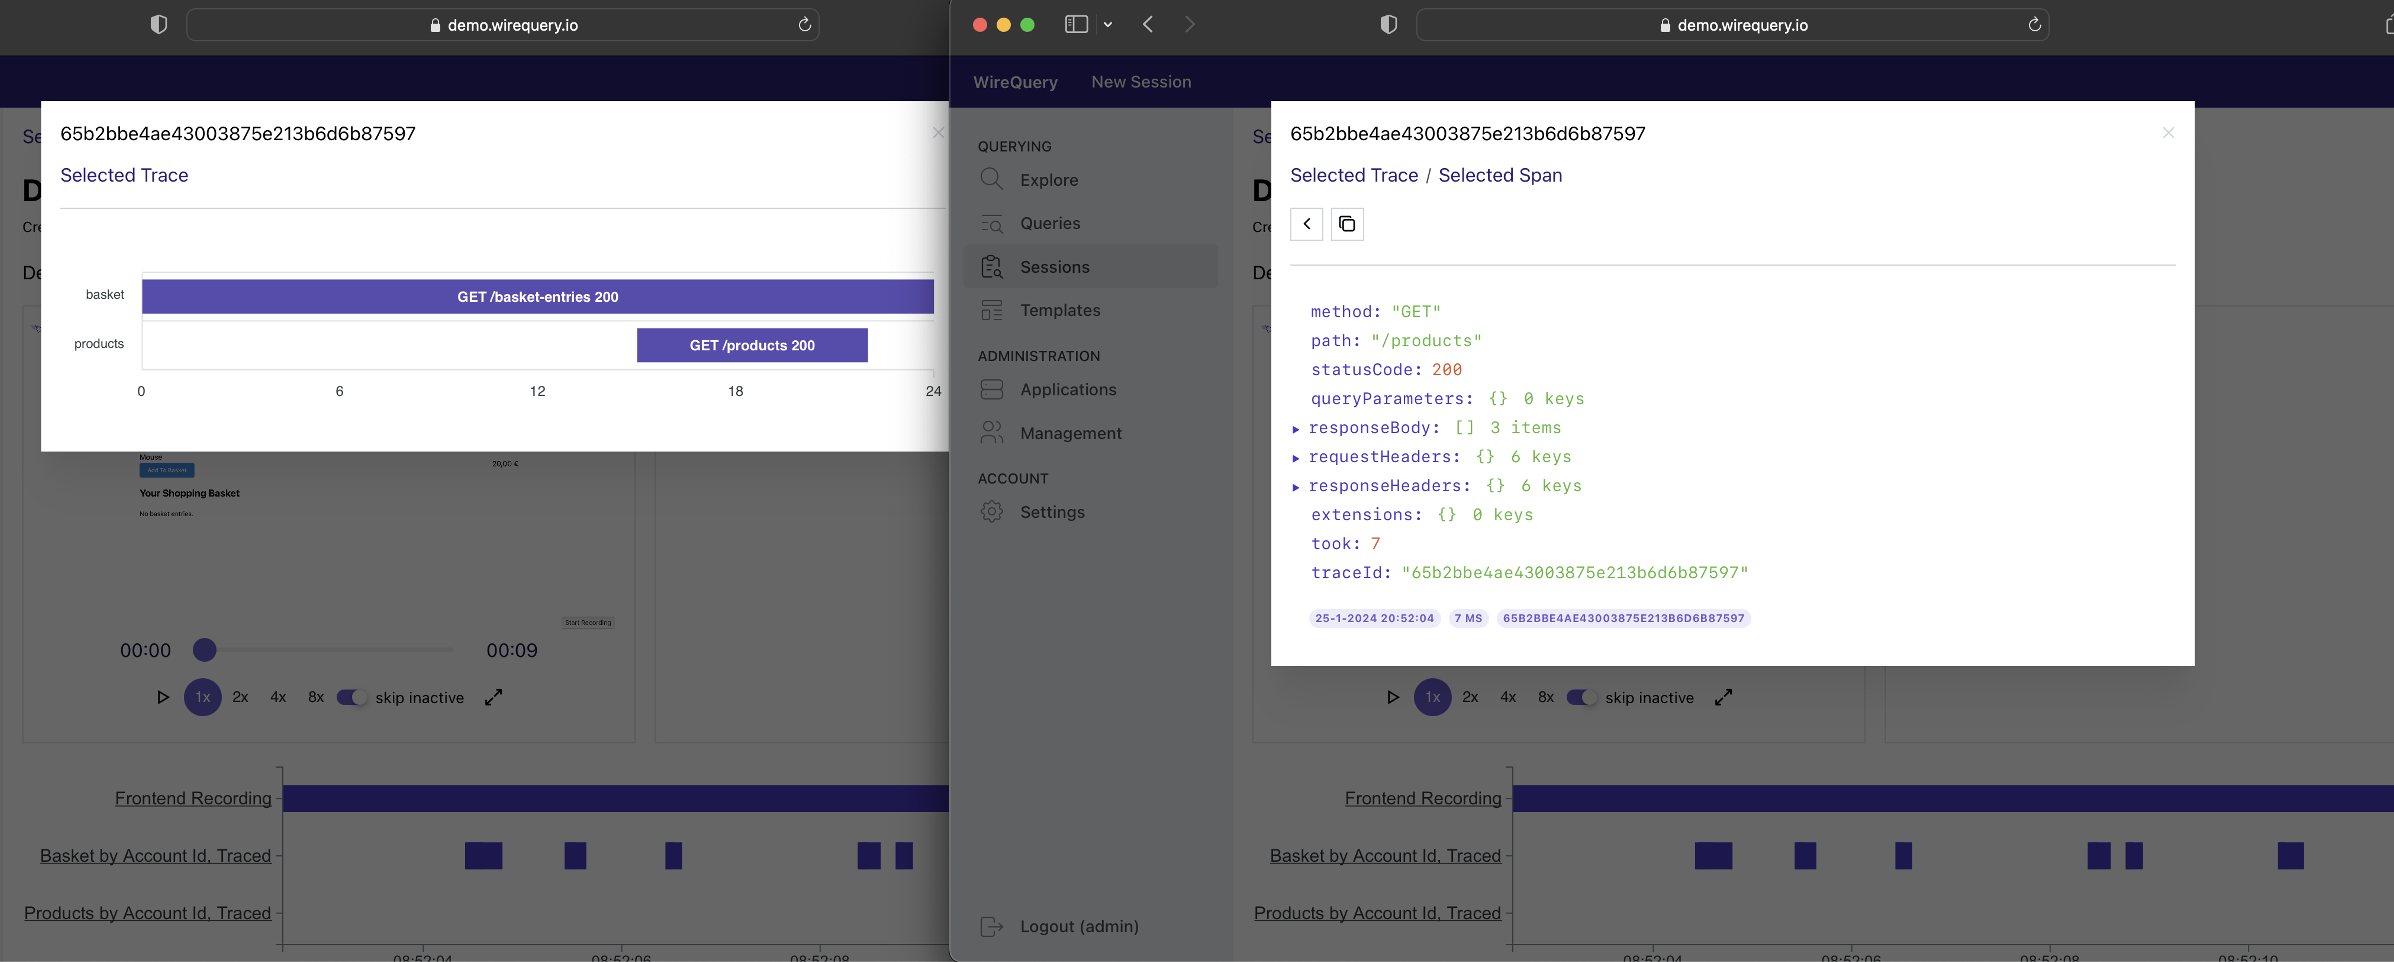 demo.wirequery.io
65b2bbe4ae43003875e213b6d6b87597
Selected Trace
basket
GET /basket-entries 200
products
GET /products 200
0 6 12 18 24
Mouse
Add To Basket
20,00 €
Your Shopping Basket
No basket entries.
Start Recording
00:00 00:09
1x 2x 4x 8x skip inactive
Frontend Recording
Basket by Account Id, Traced
Products by Account Id, Traced
08:52:04 08:52:06 08:52:08
demo.wirequery.io
WireQuery New Session
QUERYING
Explore
Queries
Sessions
Templates
ADMINISTRATION
Applications
Management
ACCOUNT
Settings
Logout (admin)
65b2bbe4ae43003875e213b6d6b87597
Selected Trace / Selected Span
method: "GET"
path: "/products"
statusCode: 200
queryParameters: {} 0 keys
responseBody: [] 3 items
requestHeaders: {} 6 keys
responseHeaders: {} 6 keys
extensions: {} 0 keys
took: 7
traceId: "65b2bbe4ae43003875e213b6d6b87597"
25-1-2024 20:52:04 7 MS 65B2BBE4AE43003875E213B6D6B87597
1x 2x 4x 8x skip inactive
Frontend Recording
Basket by Account Id, Traced
Products by Account Id, Traced
08:52:04 08:52:06 08:52:08 08:52:10